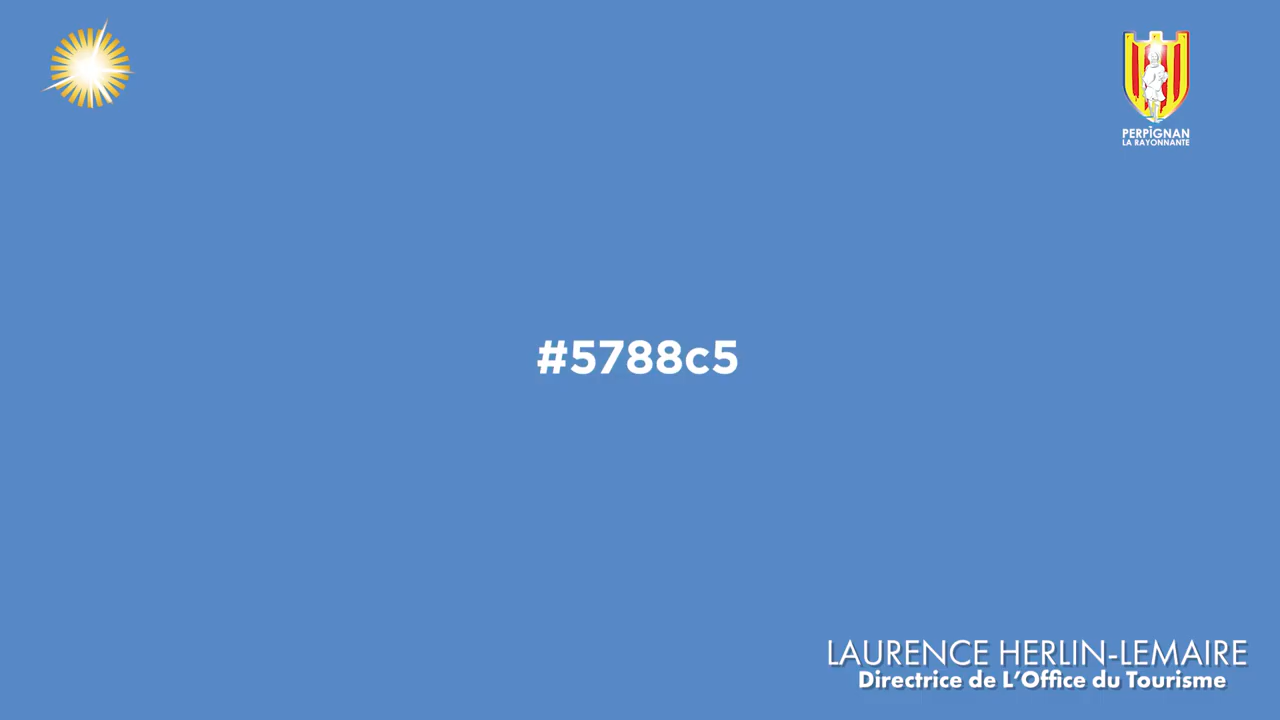 PERPIGNAN
LA RAYONNANTE
#5788c5
LAURENCE HERLIN-LEMAIRE
Directrice de L’Office du Tourisme